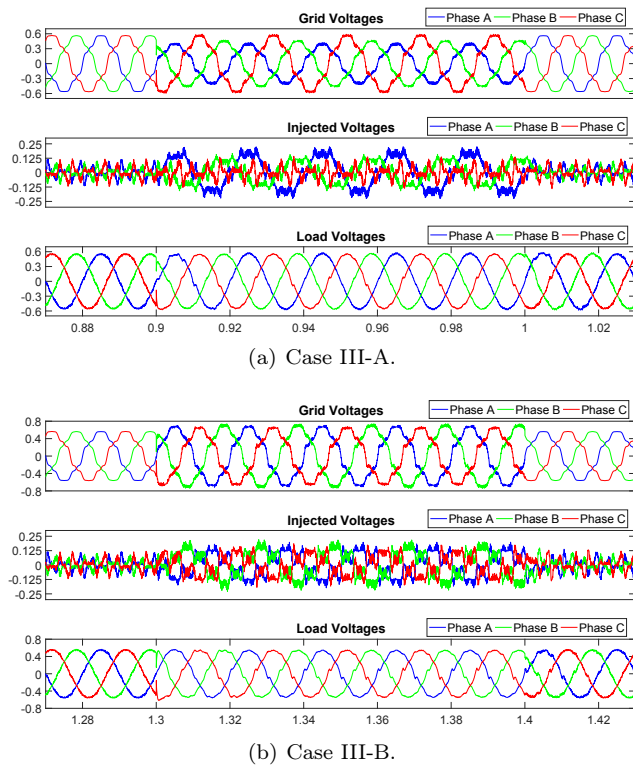 Grid Voltages
Phase A Phase B Phase C
0.6
0.3
0
-0.3
-0.6
Injected Voltages
Phase A Phase B Phase C
0.25
0.125
0
-0.125
-0.25
Load Voltages
Phase A Phase B Phase C
0.6
0.3
0
-0.3
-0.6
0.88 0.9 0.92 0.94 0.96 0.98 1 1.02
(a) Case III-A.
Grid Voltages
Phase A Phase B Phase C
0.8
0.4
0
-0.4
-0.8
Injected Voltages
Phase A Phase B Phase C
0.25
0.125
0
-0.125
-0.25
Load Voltages
Phase A Phase B Phase C
0.8
0.4
0
-0.4
-0.8
1.28 1.3 1.32 1.34 1.36 1.38 1.4 1.42
(b) Case III-B.